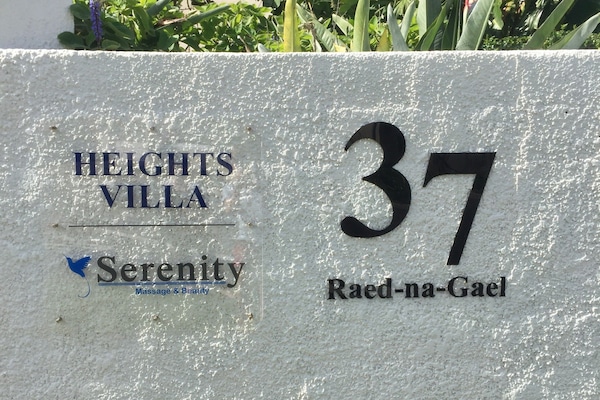 HEIGHTS
VILLA
Serenity
Massage & Beauty
37
Raed-na-Gael